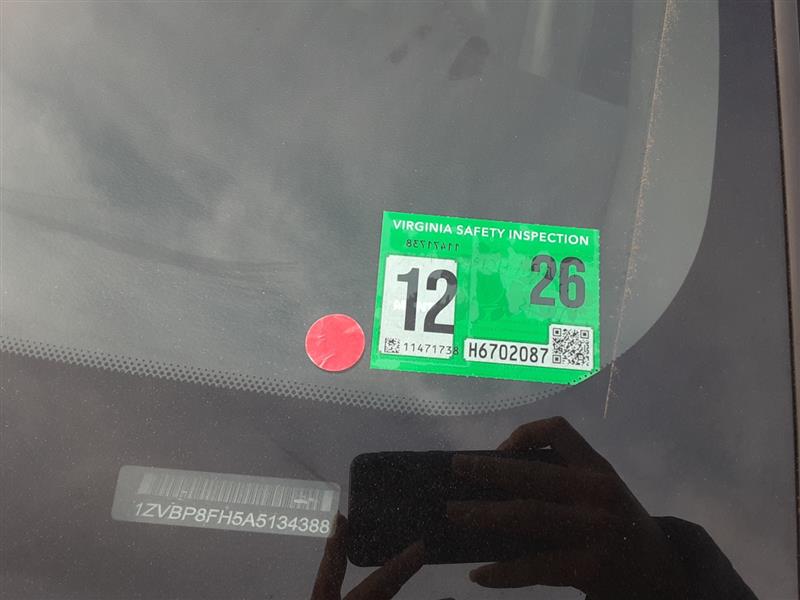 VIRGINIA SAFETY INSPECTION
11471738
12
26
11471738
H6702087
1ZVBP8FH5A5134388